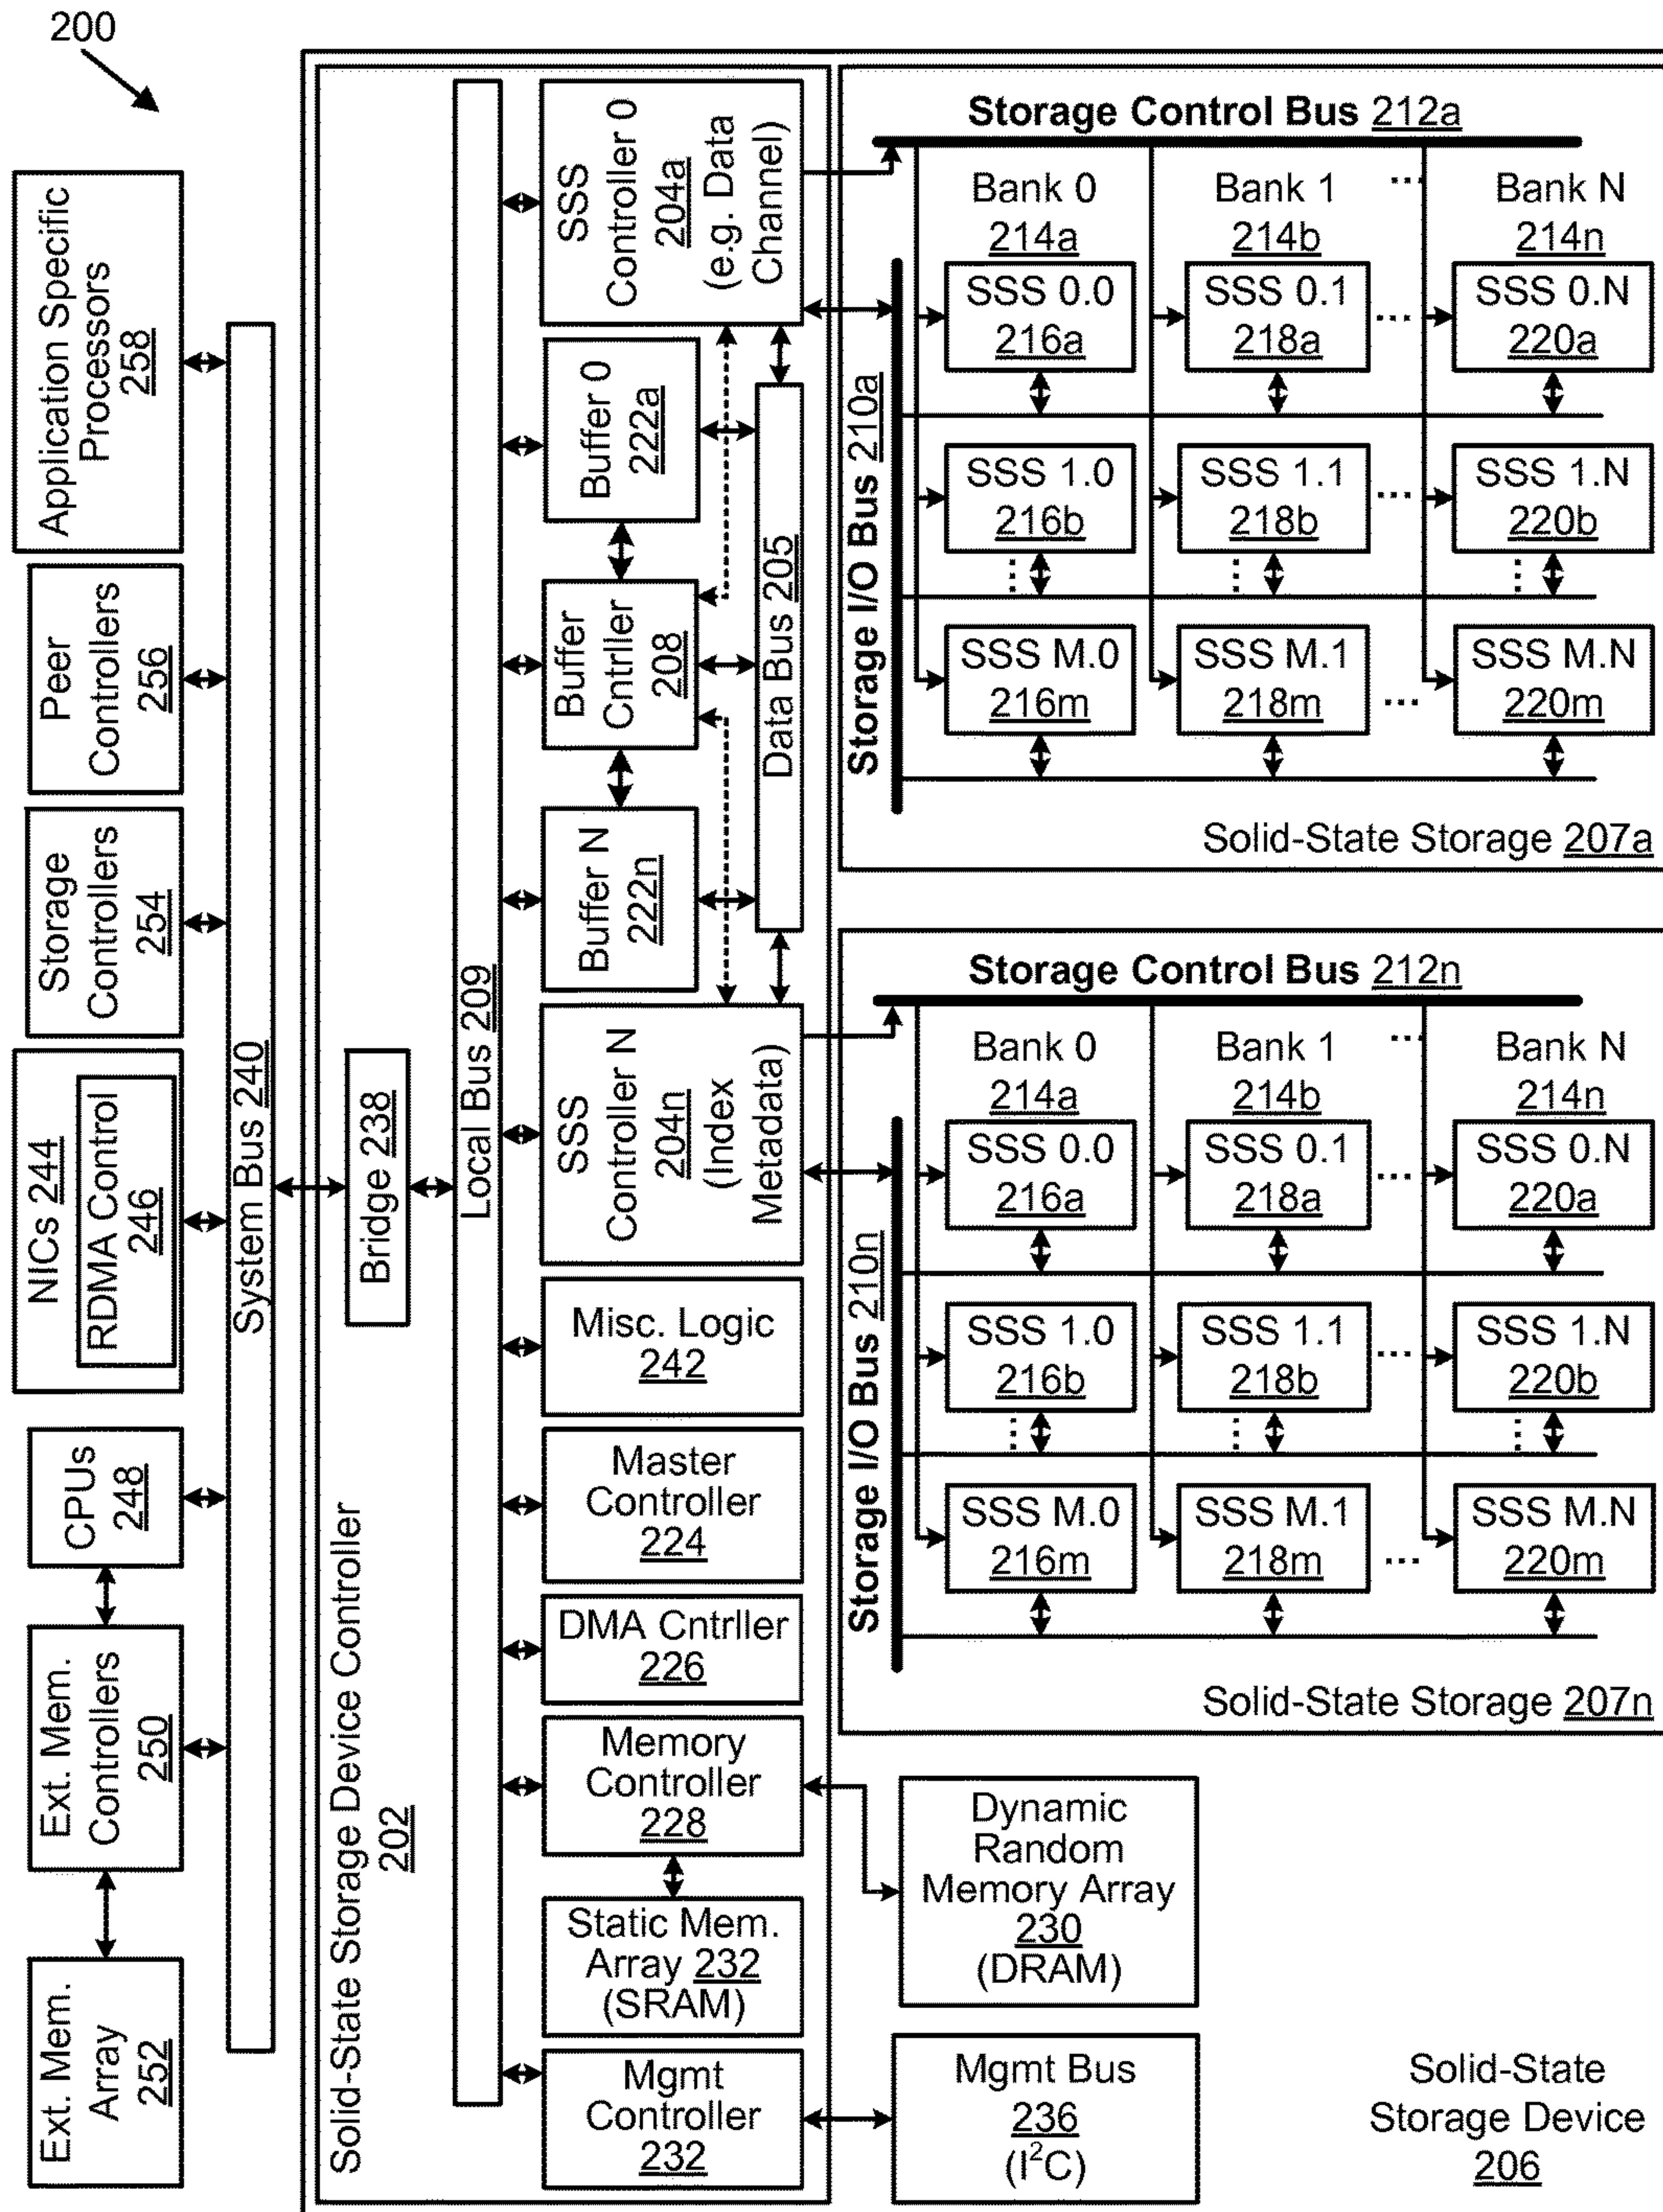 200
Application Specific
Processors
258
Peer
Controllers
256
Storage
Controllers
254
NICs 244
RDMA Control
246
CPUs
248
Ext. Mem.
Controllers
250
Ext. Mem.
Array
252
System Bus 240
Solid-State Storage Device Controller
202
Bridge 238
Local Bus 209
SSS
Controller 0
204a
(e.g. Data
Channel)
Buffer 0
222a
Buffer
Cntrller
208
Buffer N
222n
Data Bus 205
SSS
Controller N
204n
(Index
Metadata)
Misc. Logic
242
Master
Controller
224
DMA Cntrller
226
Memory
Controller
228
Static Mem.
Array 232
(SRAM)
Mgmt
Controller
232
Storage Control Bus 212a
Storage I/O Bus 210a
Bank 0
214a
Bank 1
214b
...
Bank N
214n
SSS 0.0
216a
SSS 0.1
218a
...
SSS 0.N
220a
SSS 1.0
216b
SSS 1.1
218b
...
SSS 1.N
220b
...
...
...
SSS M.0
216m
SSS M.1
218m
...
SSS M.N
220m
Solid-State Storage 207a
Storage Control Bus 212n
Storage I/O Bus 210n
Bank 0
214a
Bank 1
214b
...
Bank N
214n
SSS 0.0
216a
SSS 0.1
218a
...
SSS 0.N
220a
SSS 1.0
216b
SSS 1.1
218b
...
SSS 1.N
220b
...
...
...
SSS M.0
216m
SSS M.1
218m
...
SSS M.N
220m
Solid-State Storage 207n
Dynamic
Random
Memory Array
230
(DRAM)
Mgmt Bus
236
(I²C)
Solid-State
Storage Device
206